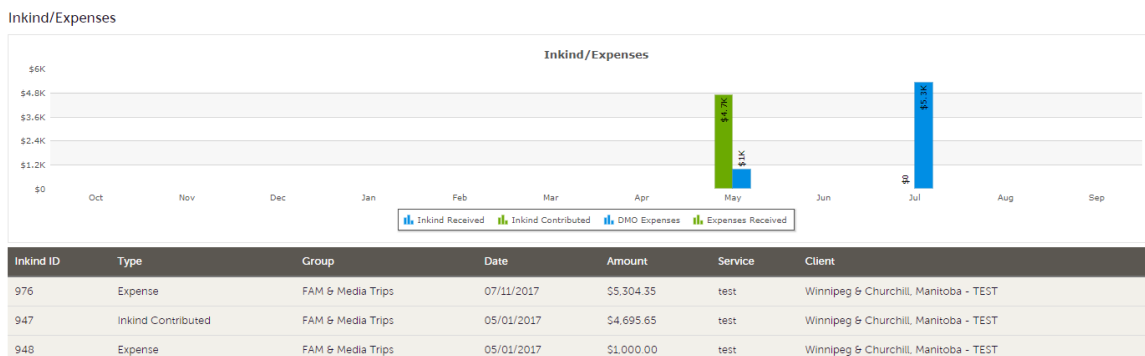 Inkind/Expenses
Inkind/Expenses
$6K
$4.8K
$3.6K
$2.4K
$1.2K
$0
$4.7K
$1K
$0
$5.3K
Oct Nov Dec Jan Feb Mar Apr May Jun Jul Aug Sep
Inkind Received Inkind Contributed DMO Expenses Expenses Received
Inkind ID Type Group Date Amount Service Client
976 Expense FAM & Media Trips 07/11/2017 $5,304.35 test Winnipeg & Churchill, Manitoba - TEST
947 Inkind Contributed FAM & Media Trips 05/01/2017 $4,695.65 test Winnipeg & Churchill, Manitoba - TEST
948 Expense FAM & Media Trips 05/01/2017 $1,000.00 test Winnipeg & Churchill, Manitoba - TEST